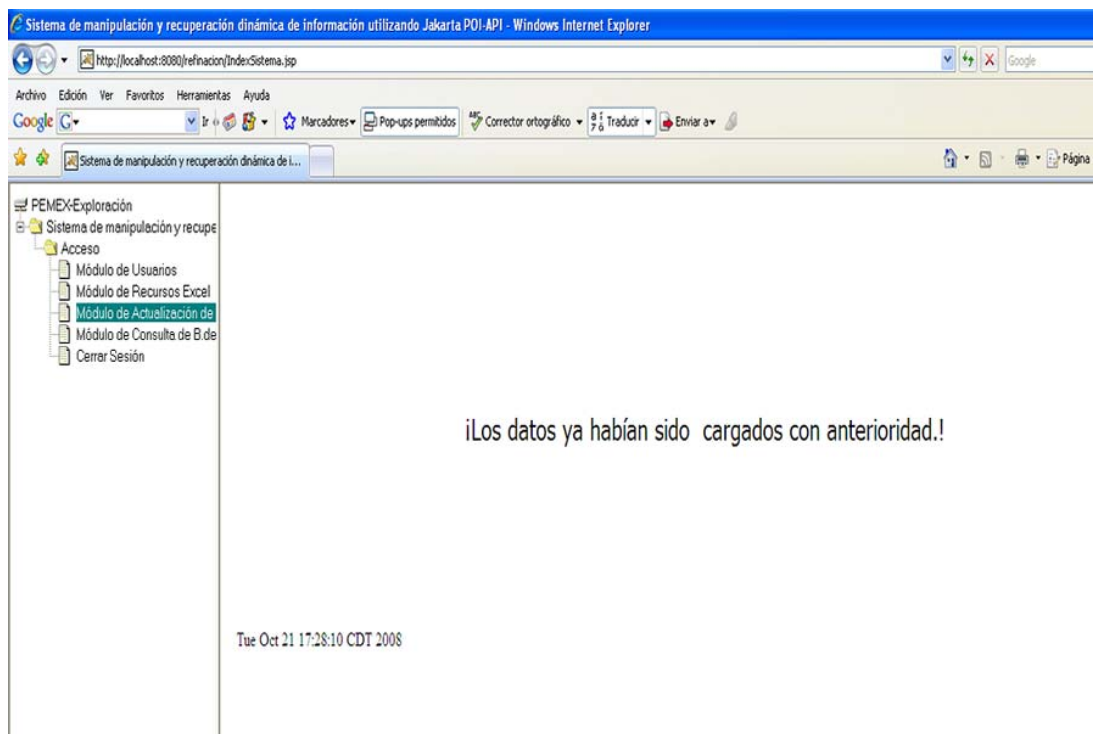 Sistema de manipulación y recuperación dinámica de información utilizando Jakarta POI-API - Windows Internet Explorer
http://localhost:8080/refinacion/IndexSistema.jsp
Google
Archivo Edición Ver Favoritos Herramientas Ayuda
Google G Ir Marcadores Pop-ups permitidos Corrector ortográfico Traducir Enviar a
Sistema de manipulación y recuperación dinámica de i... Página
PEMEX-Exploración
Sistema de manipulación y recupe
Acceso
Módulo de Usuarios
Módulo de Recursos Excel
Módulo de Actualización de
Módulo de Consulta de B.de
Cerrar Sesión
¡Los datos ya habían sido cargados con anterioridad.!
Tue Oct 21 17:28:10 CDT 2008